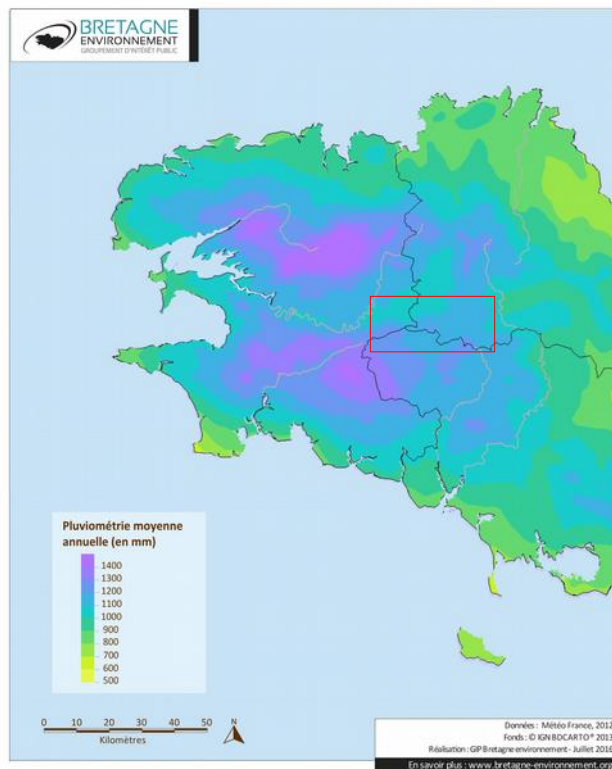 BRETAGNE
ENVIRONNEMENT
GROUPEMENT D'INTÉRÊT PUBLIC
Pluviométrie moyenne
annuelle (en mm)
1400
1300
1200
1100
1000
900
800
700
600
500
0 10 20 30 40 50
Kilomètres
N
Données : Météo France, 2012
Fonds : © IGN BDCARTO® 2013
Réalisation : GIP Bretagne environnement - Juillet 2016
En savoir plus : www.bretagne-environnement.org